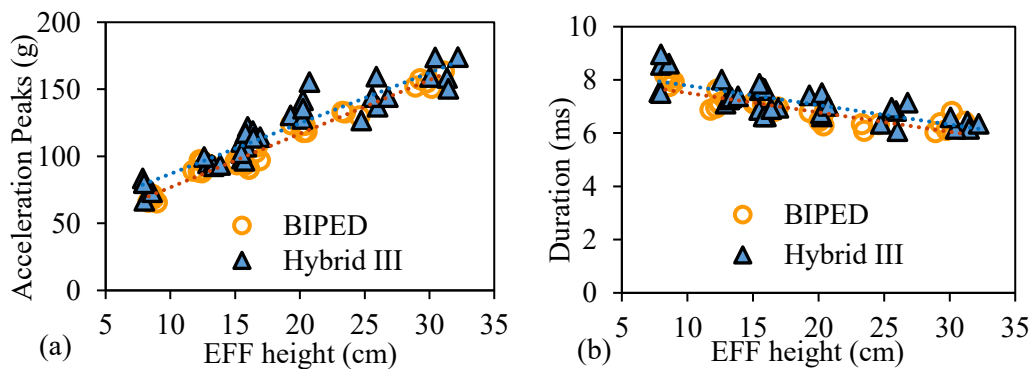 200
150
100
50
0
Acceleration Peaks (g)
BIPED
Hybrid III
5 10 15 20 25 30 35
(a) EFF height (cm)
10
8
6
4
2
0
Duration (ms)
BIPED
Hybrid III
5 10 15 20 25 30 35
(b) EFF height (cm)